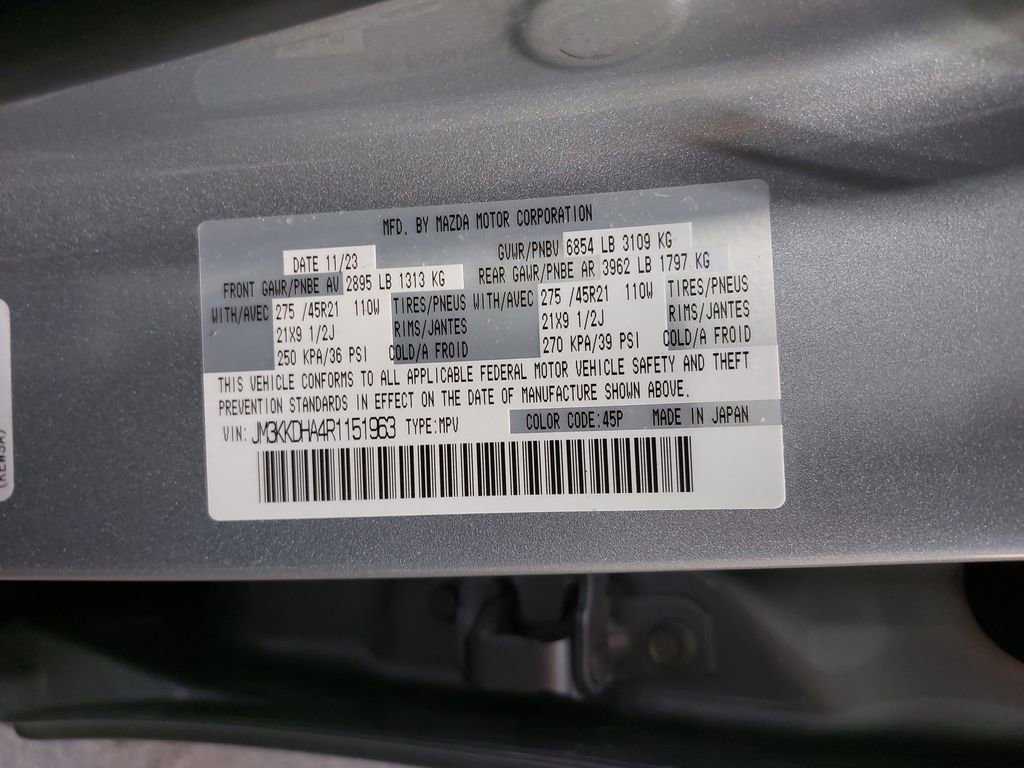 MFD. BY MAZDA MOTOR CORPORATION
DATE 11/23 GVWR/PNBV 6854 LB 3109 KG
FRONT GAWR/PNBE AV 2895 LB 1313 KG REAR GAWR/PNBE AR 3962 LB 1797 KG
WITH/AVEC 275 /45R21 110W TIRES/PNEUS WITH/AVEC 275 /45R21 110W TIRES/PNEUS
21X9 1/2J RIMS/JANTES 21X9 1/2J RIMS/JANTES
250 KPA/36 PSI COLD/A FROID 270 KPA/39 PSI COLD/A FROID
THIS VEHICLE CONFORMS TO ALL APPLICABLE FEDERAL MOTOR VEHICLE SAFETY AND THEFT
PREVENTION STANDARDS IN EFFECT ON THE DATE OF MANUFACTURE SHOWN ABOVE.
VIN: JM3KKDHA4R1151963 TYPE:MPV COLOR CODE:45P MADE IN JAPAN